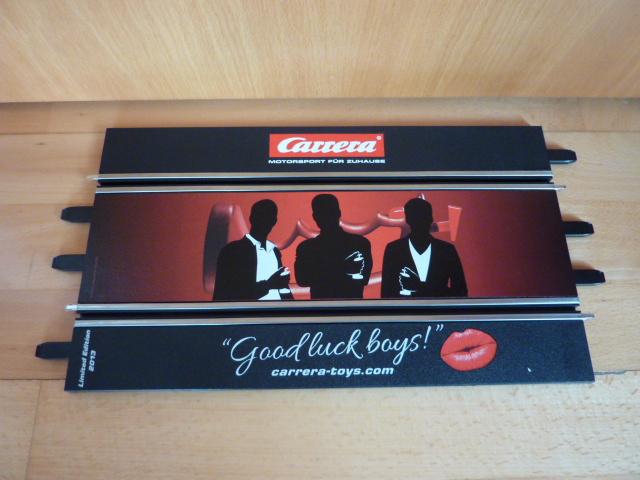 Carrera®
MOTORSPORT FÜR ZUHAUSE
"Good luck boys!"
carrera-toys.com
Limited Edition
2013